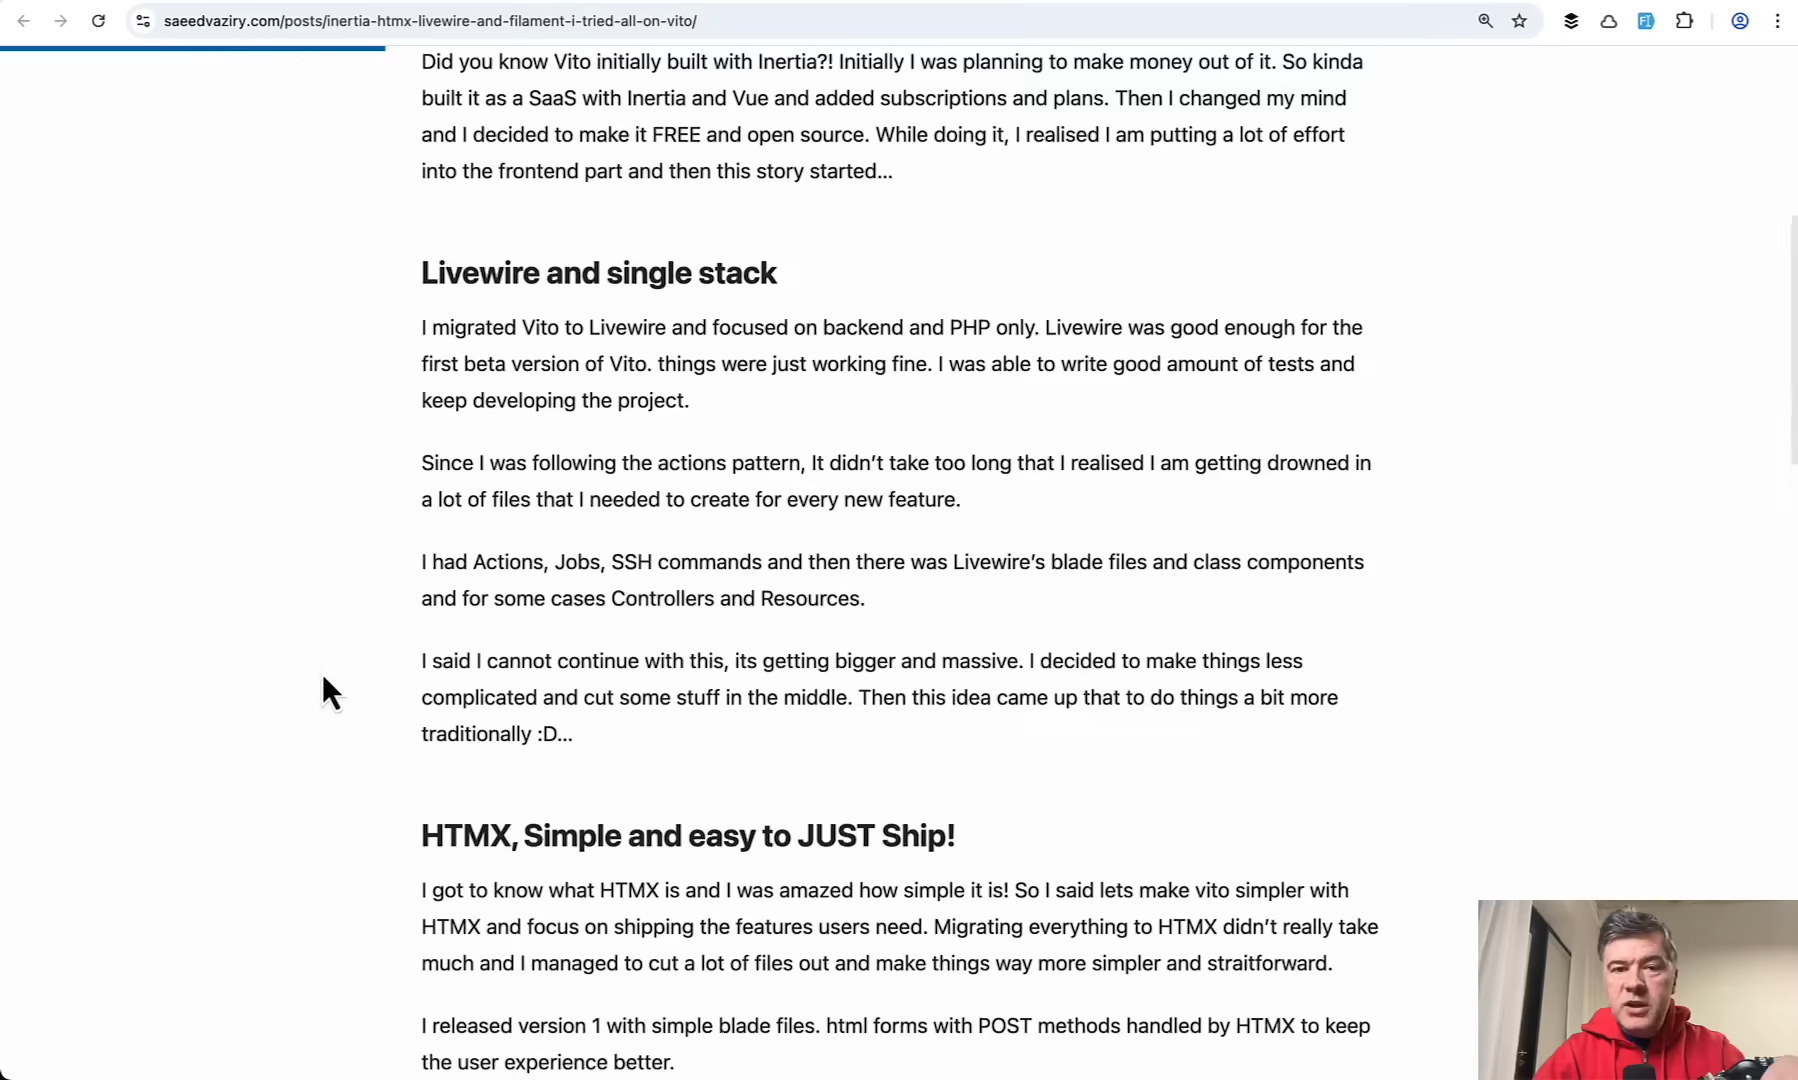 saeedvaziry.com/posts/inertia-htmx-livewire-and-filament-i-tried-all-on-vito/
Did you know Vito initially built with Inertia?! Initially I was planning to make money out of it. So kinda
built it as a SaaS with Inertia and Vue and added subscriptions and plans. Then I changed my mind
and I decided to make it FREE and open source. While doing it, I realised I am putting a lot of effort
into the frontend part and then this story started...
Livewire and single stack
I migrated Vito to Livewire and focused on backend and PHP only. Livewire was good enough for the
first beta version of Vito. things were just working fine. I was able to write good amount of tests and
keep developing the project.
Since I was following the actions pattern, It didn’t take too long that I realised I am getting drowned in
a lot of files that I needed to create for every new feature.
I had Actions, Jobs, SSH commands and then there was Livewire’s blade files and class components
and for some cases Controllers and Resources.
I said I cannot continue with this, its getting bigger and massive. I decided to make things less
complicated and cut some stuff in the middle. Then this idea came up that to do things a bit more
traditionally :D...
HTMX, Simple and easy to JUST Ship!
I got to know what HTMX is and I was amazed how simple it is! So I said lets make vito simpler with
HTMX and focus on shipping the features users need. Migrating everything to HTMX didn’t really take
much and I managed to cut a lot of files out and make things way more simpler and straitforward.
I released version 1 with simple blade files. html forms with POST methods handled by HTMX to keep
the user experience better.